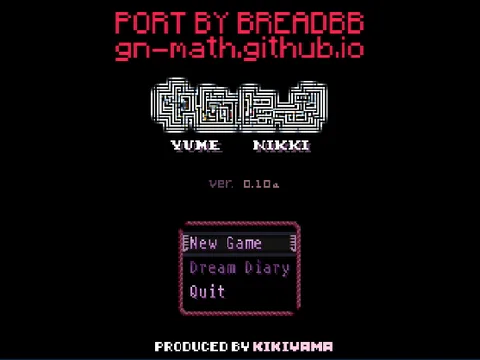 PORT BY BREADBB
gn-math.github.io
YUME NIKKI
ver. 0.10a
New Game
Dream Diary
Quit
PRODUCED BY KIKIYAMA